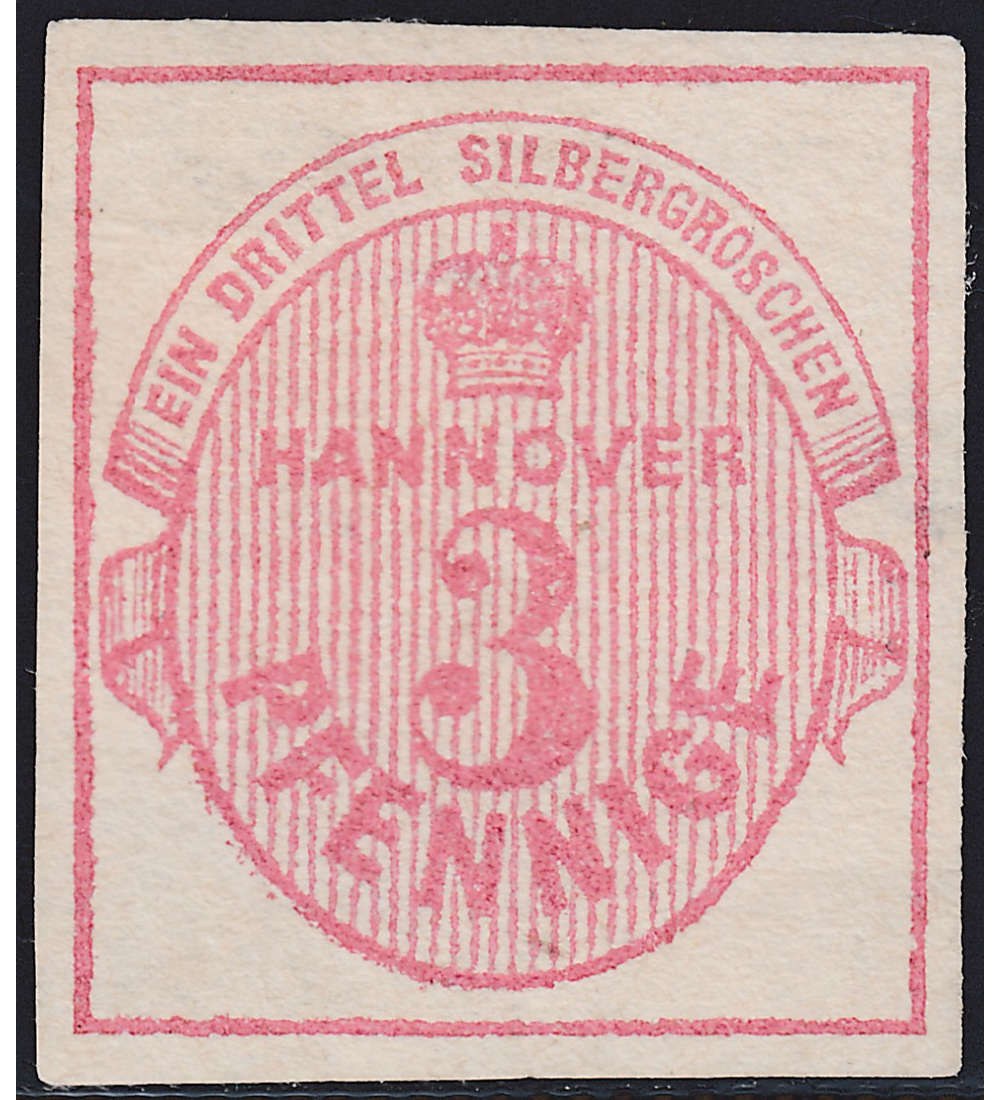 EIN DRITTEL SILBERGROSCHEN
HANNOVER
3
PFENNIGE